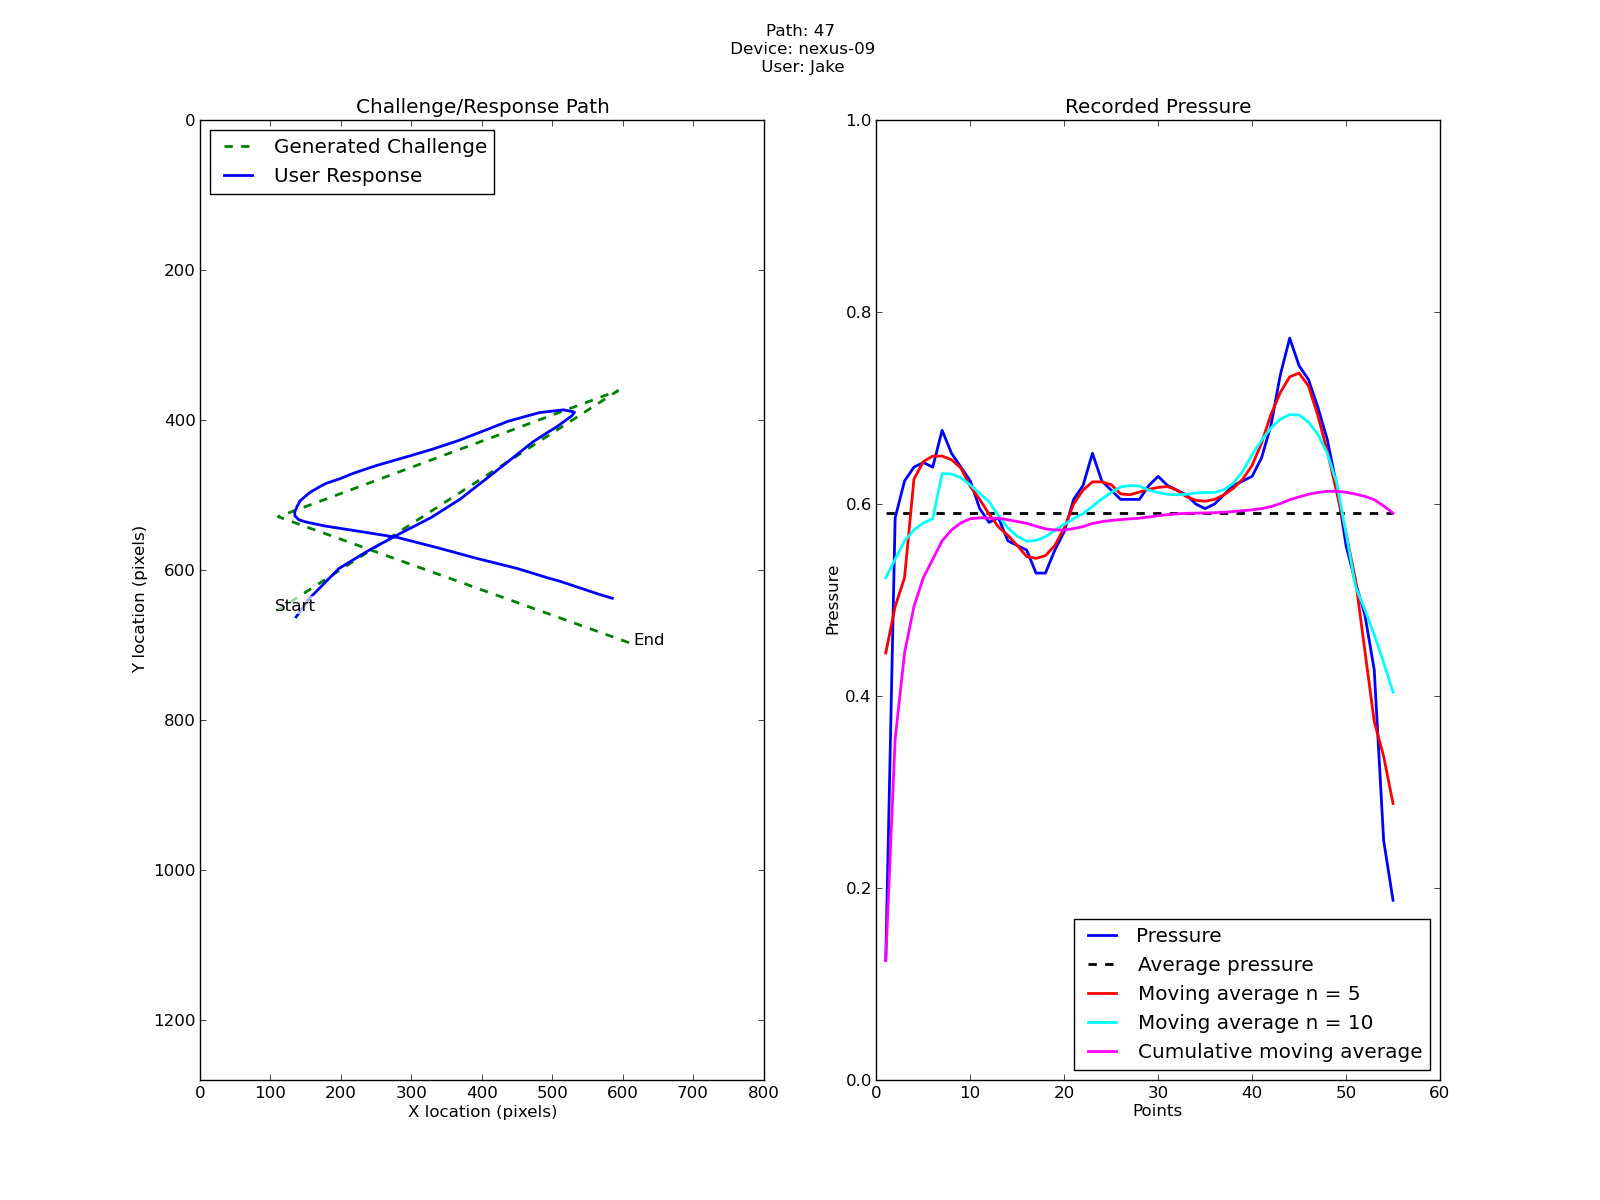 Path: 47
Device: nexus-09
User: Jake
Challenge/Response Path
Generated Challenge
User Response
0
200
400
600
800
1000
1200
Y location (pixels)
Start
End
0 100 200 300 400 500 600 700 800
X location (pixels)
Recorded Pressure
1.0
0.8
0.6
0.4
0.2
0.0
Pressure
Pressure
Average pressure
Moving average n = 5
Moving average n = 10
Cumulative moving average
0 10 20 30 40 50 60
Points